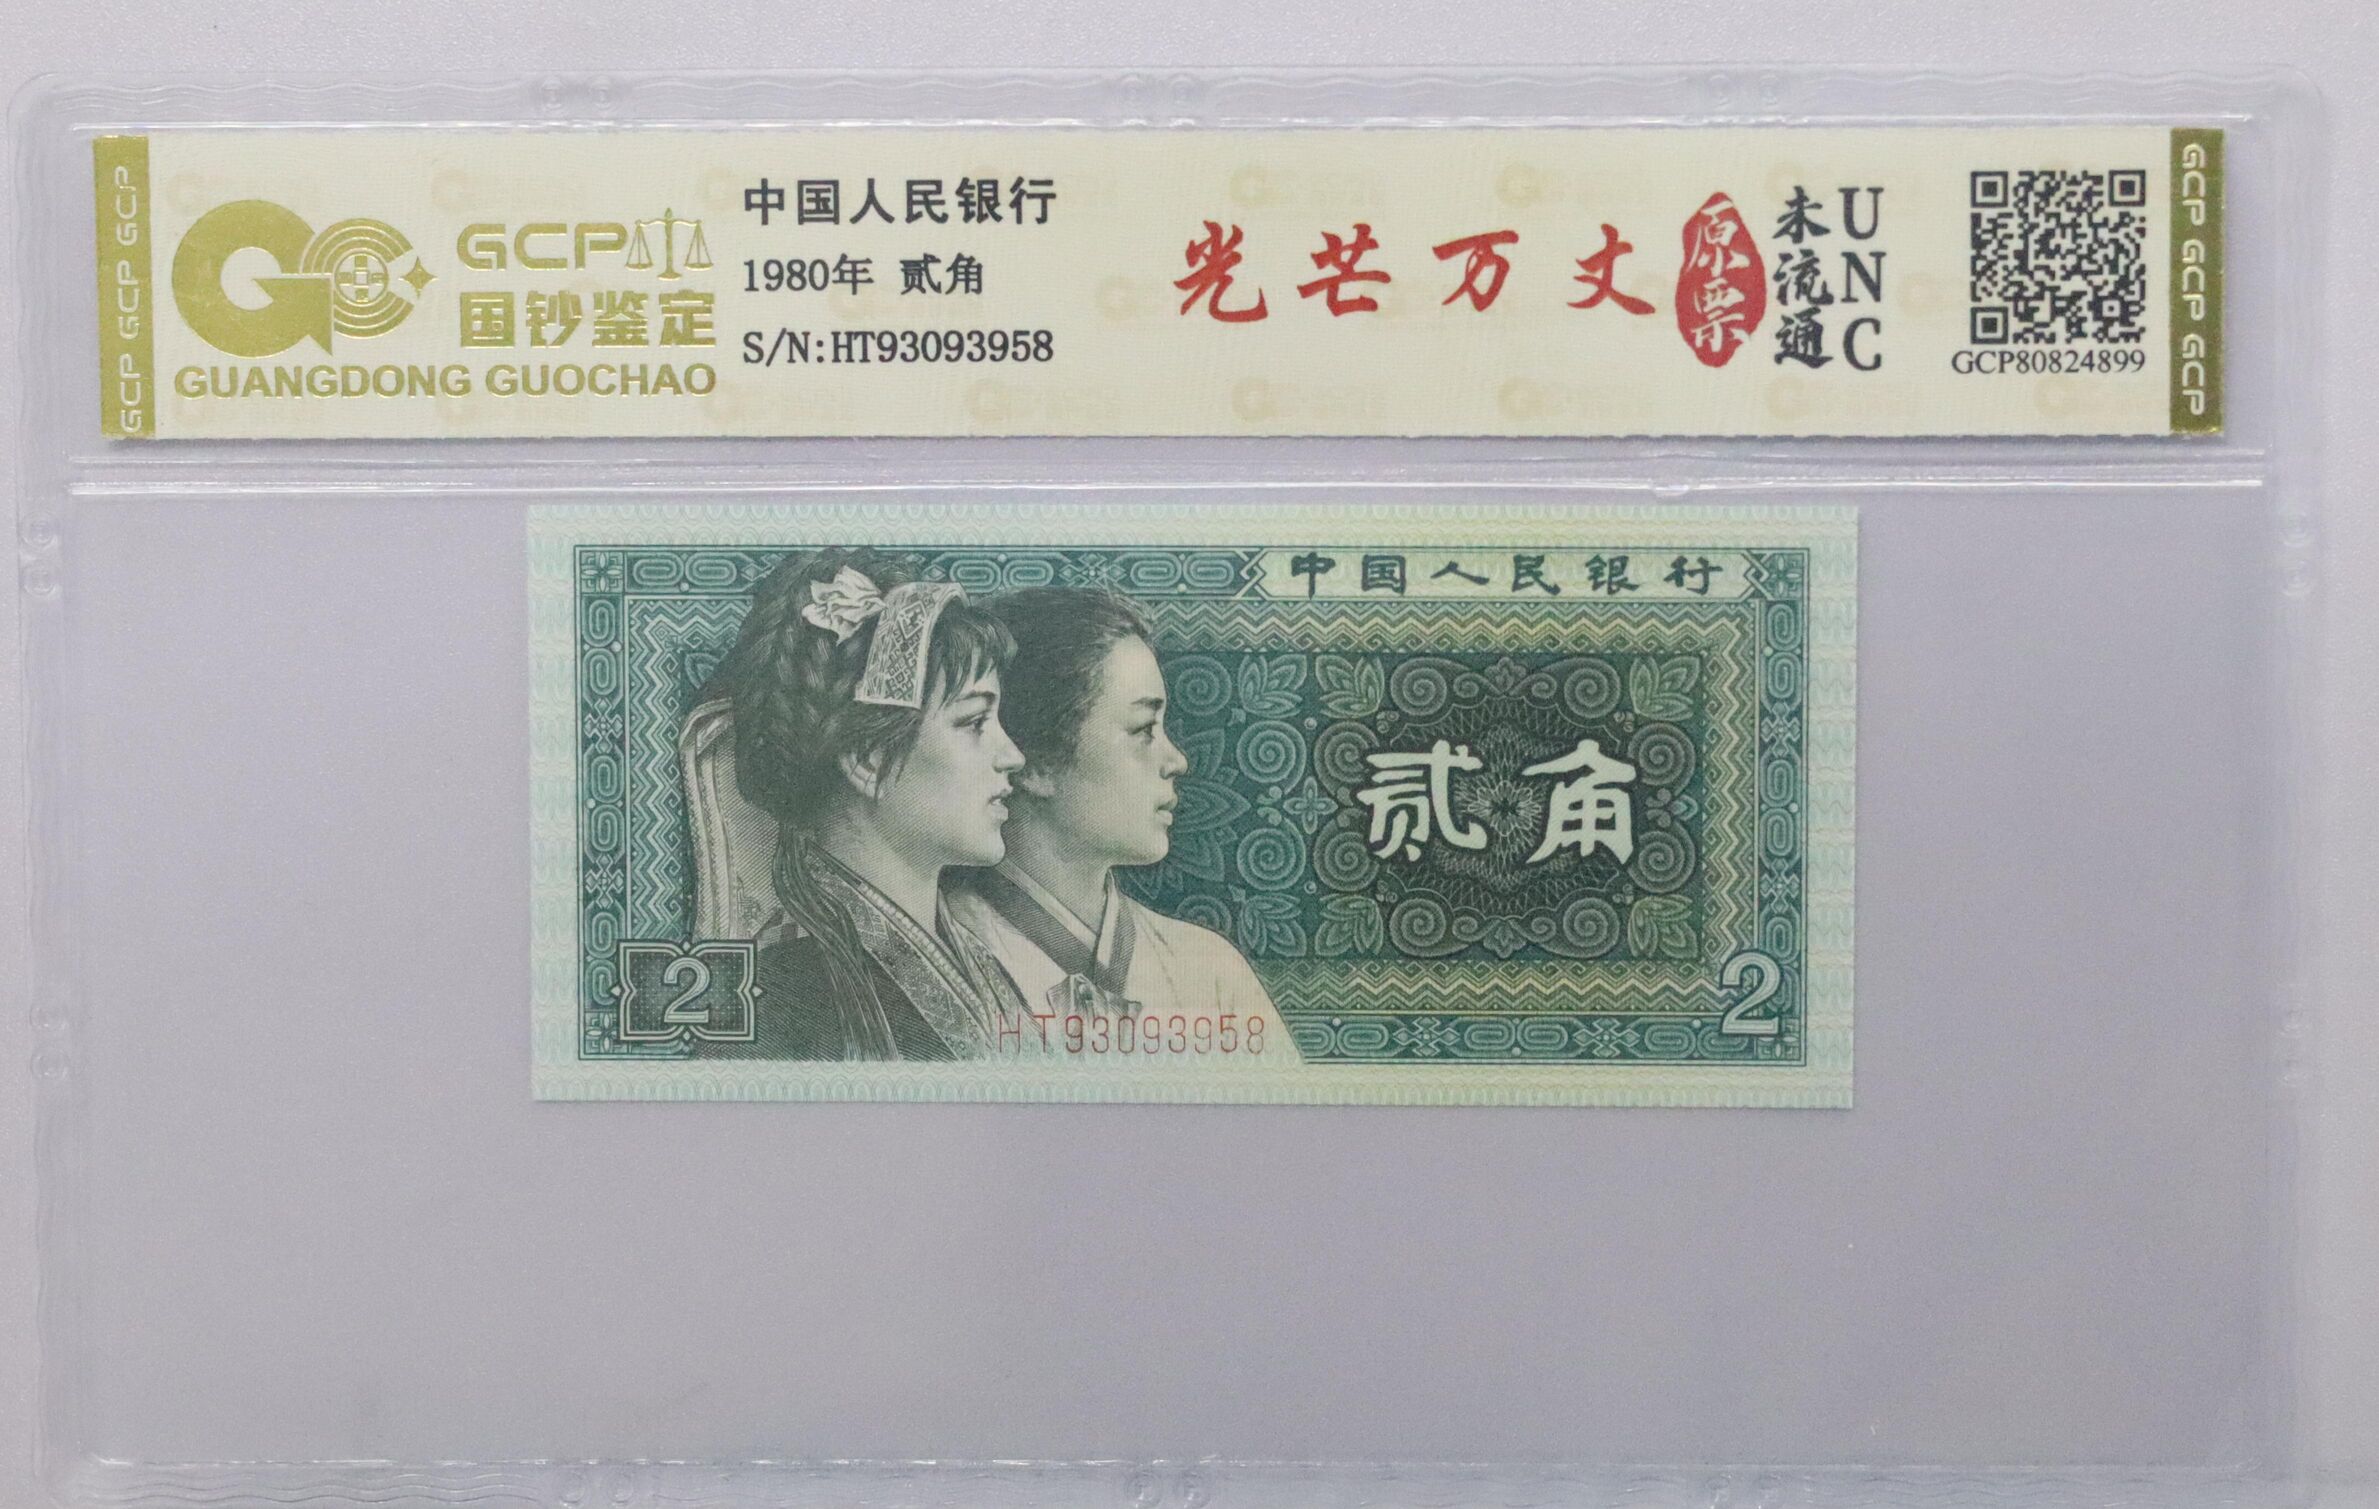 GCP GCP GCP
GCP
国钞鉴定
GUANGDONG GUOCHAO
中国人民银行
1980年 贰角
S/N:HT93093958
光芒万丈
原票
未流通
UNC
GCP80824899
GCP GCP GCP
中国人民银行
贰角
2
2
HT93093958